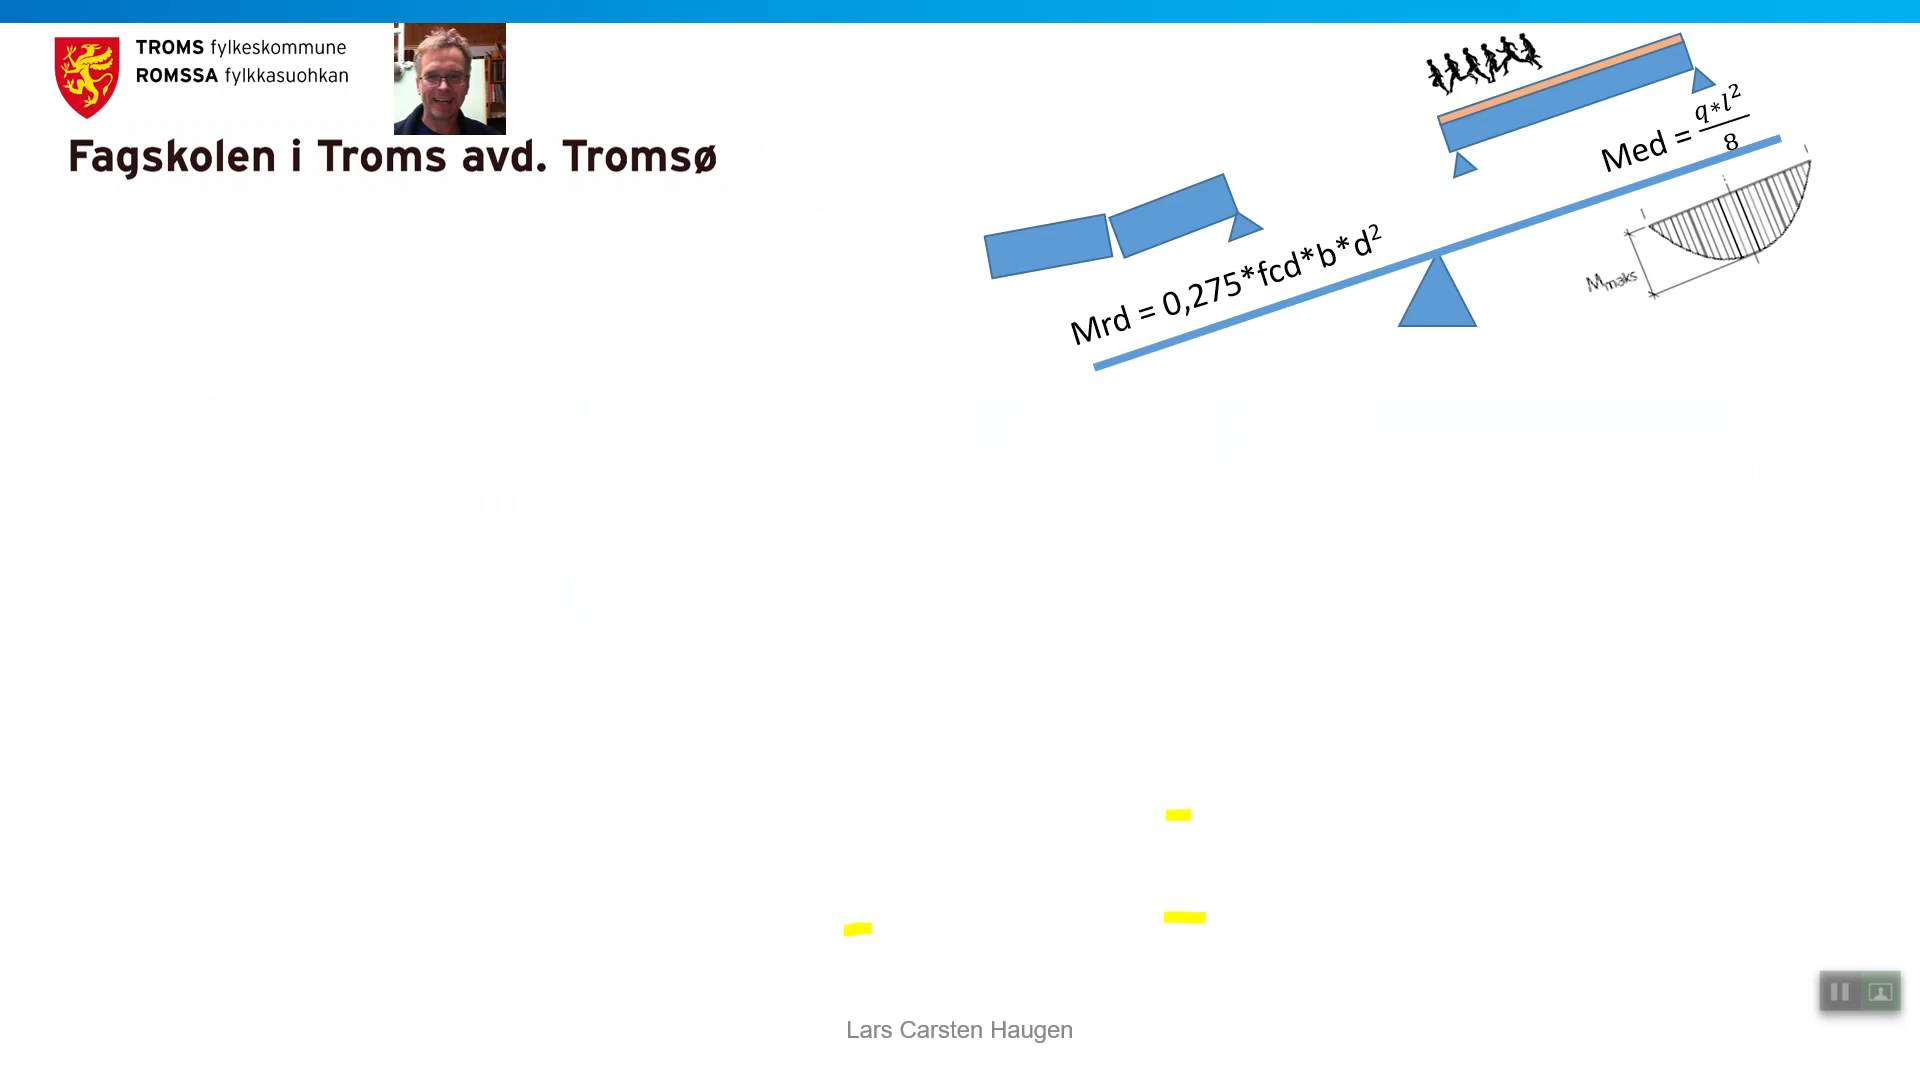 TROMS fylkeskommune
ROMSSA fylkkasuohkan
Fagskolen i Troms avd. Tromsø
Med = q*l²/8
Mrd = 0,275*fcd*b*d²
Mmaks
Lars Carsten Haugen